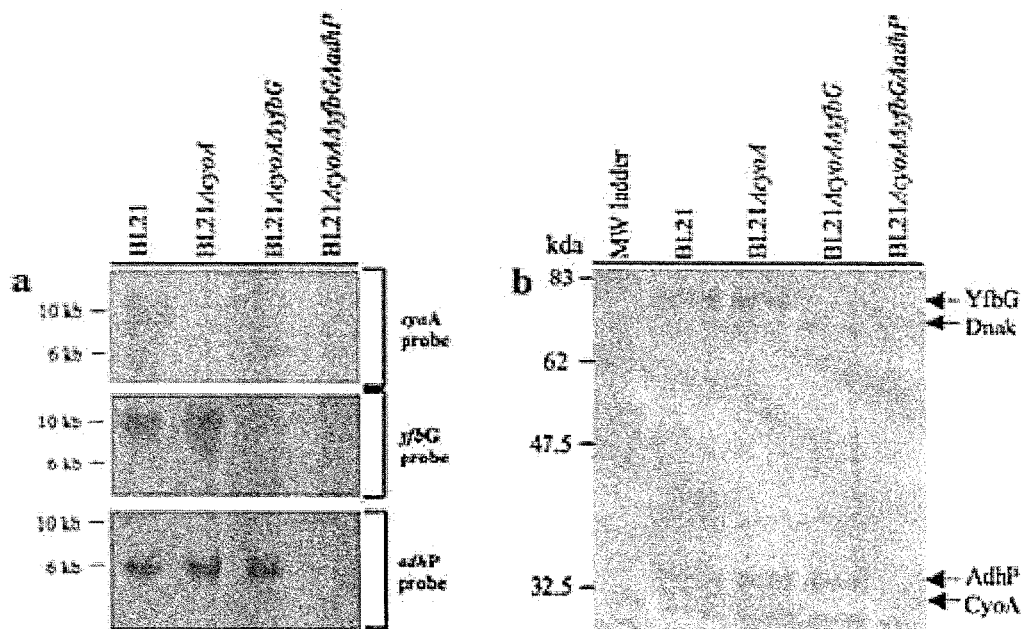 BL21
BL21ΔcyoA
BL21ΔcyoAΔyfbG
BL21ΔcyoAΔyfbGΔadhP
a
10 kb
6 kb
cyoA
probe
10 kb
6 kb
yfbG
probe
10 kb
6 kb
adhP
probe
MW ladder
BL21
BL21ΔcyoA
BL21ΔcyoAΔyfbG
BL21ΔcyoAΔyfbGΔadhP
kda
b
83
62
47.5
32.5
YfbG
Dnak
AdhP
CyoA